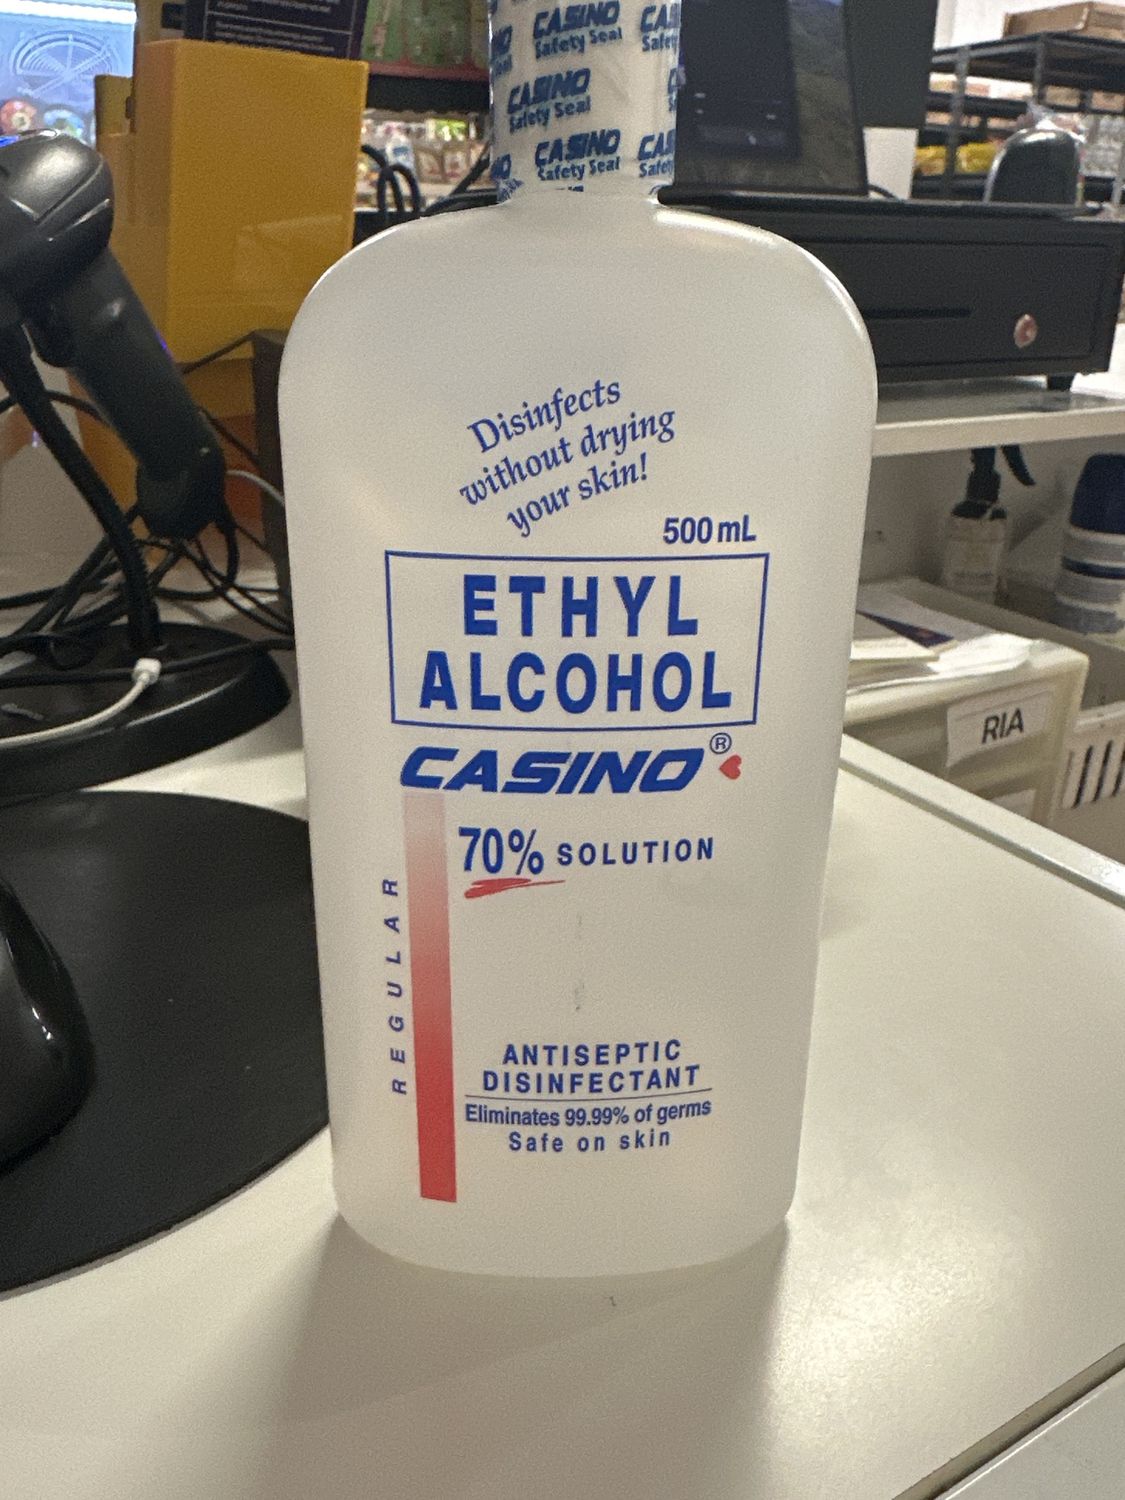 CASINO
Safety Seal
CASINO
Safety Seal
CASINO
Safety Seal
Disinfects
without drying
your skin!
500 mL
ETHYL
ALCOHOL
CASINO®
70% SOLUTION
REGULAR
ANTISEPTIC
DISINFECTANT
Eliminates 99.99% of germs
Safe on skin
RIA